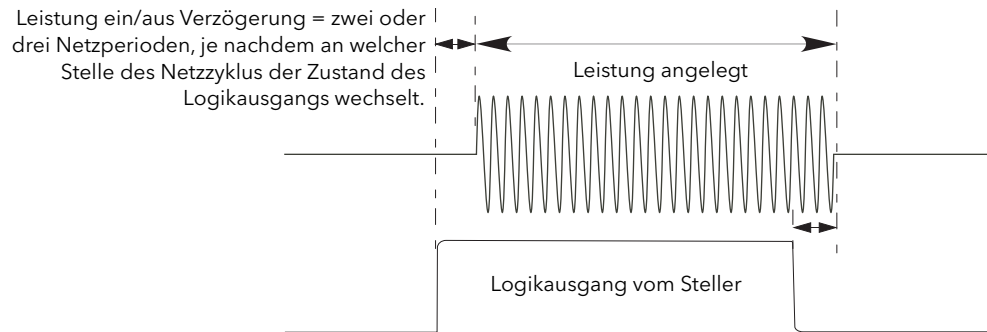 Leistung ein/aus Verzögerung = zwei oder
drei Netzperioden, je nachdem an welcher
Stelle des Netzzyklus der Zustand des
Logikausgangs wechselt.
Leistung angelegt
Logikausgang vom Steller